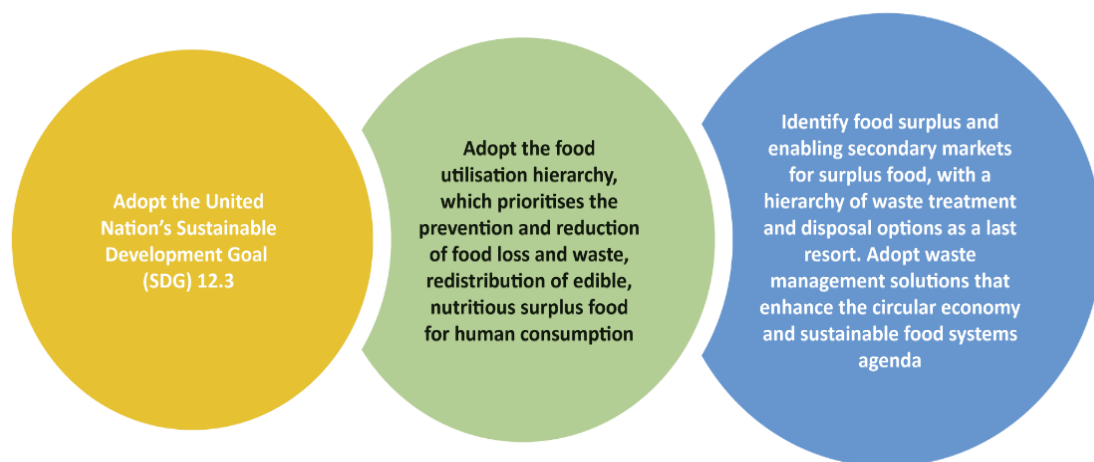 Adopt the United
Nation’s Sustainable
Development Goal
(SDG) 12.3
Adopt the food
utilisation hierarchy,
which prioritises the
prevention and reduction
of food loss and waste,
redistribution of edible,
nutritious surplus food
for human consumption
Identify food surplus and
enabling secondary markets
for surplus food, with a
hierarchy of waste treatment
and disposal options as a last
resort. Adopt waste
management solutions that
enhance the circular economy
and sustainable food systems
agenda